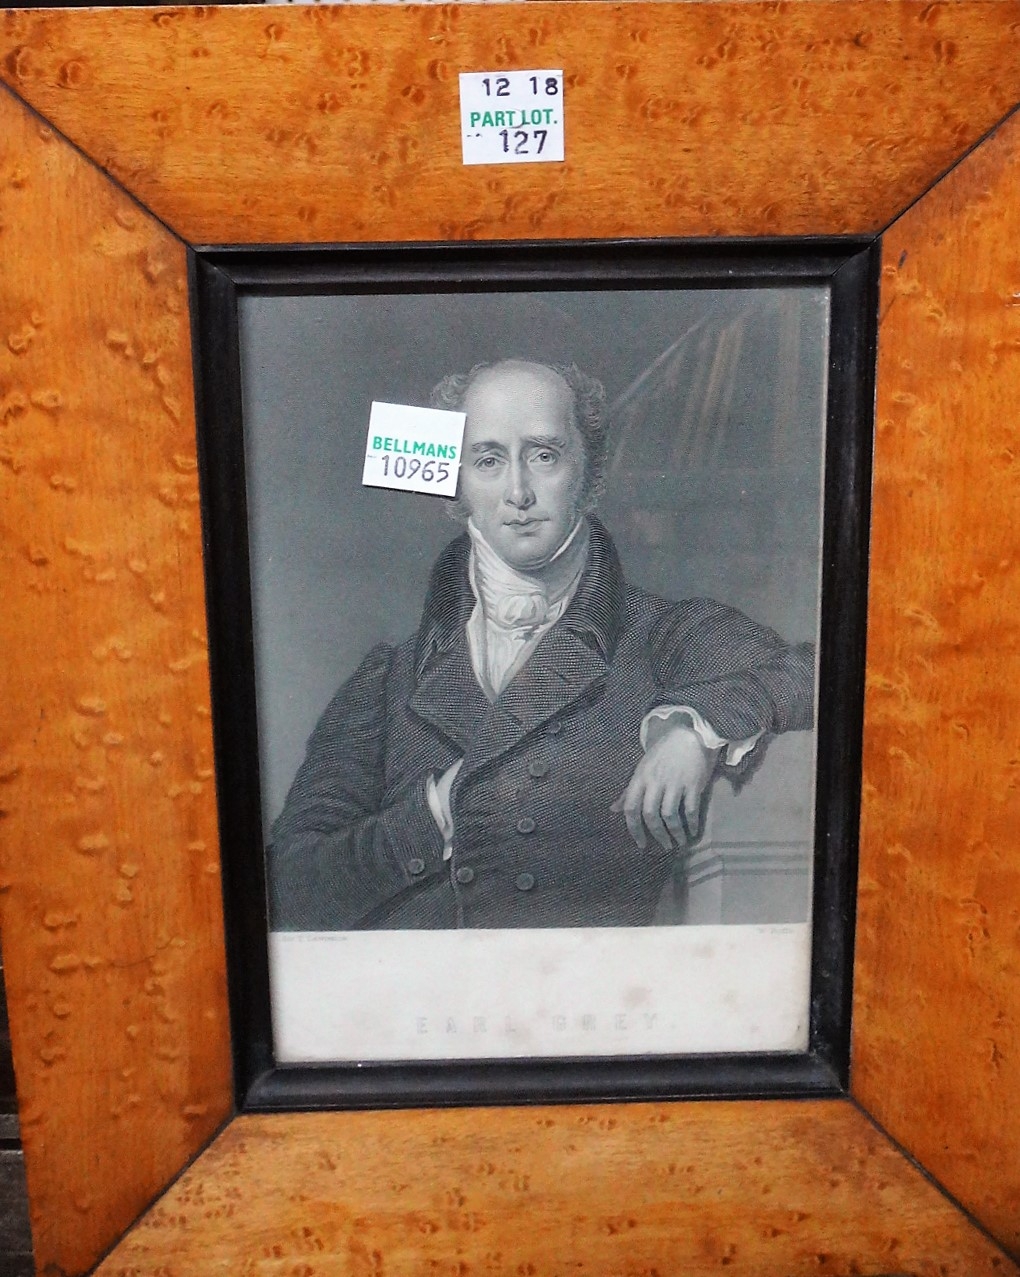 12 18
PART LOT.
127
BELLMANS
10965
EARL GREY.